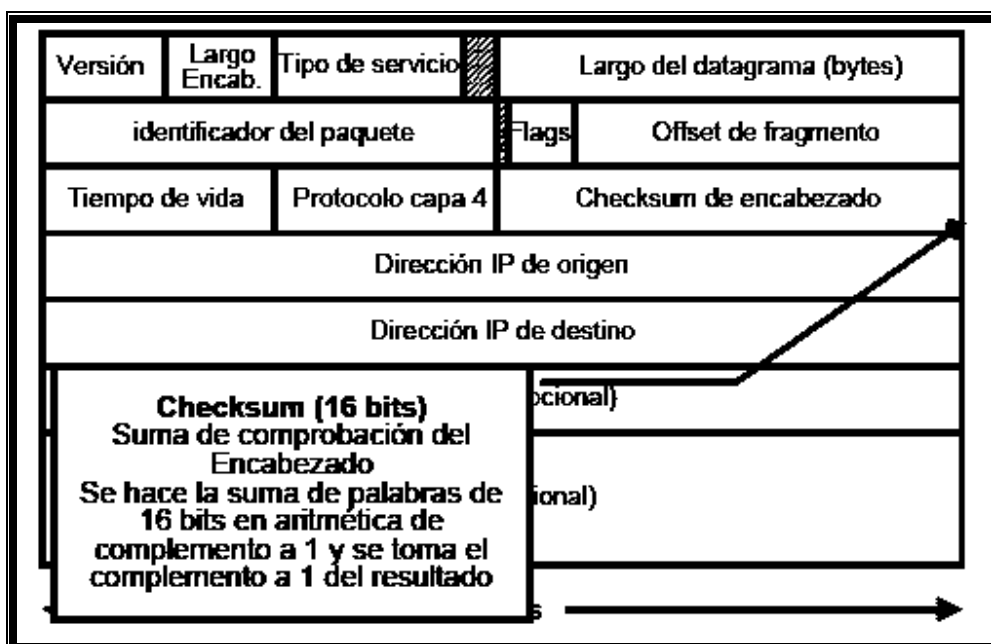 Versión Largo Encab. Tipo de servicio Largo del datagrama (bytes)
identificador del paquete Flags Offset de fragmento
Tiempo de vida Protocolo capa 4 Checksum de encabezado
Dirección IP de origen
Dirección IP de destino
Checksum (16 bits)
Suma de comprobación del
Encabezado
Se hace la suma de palabras de
16 bits en aritmética de
complemento a 1 y se toma el
complemento a 1 del resultado